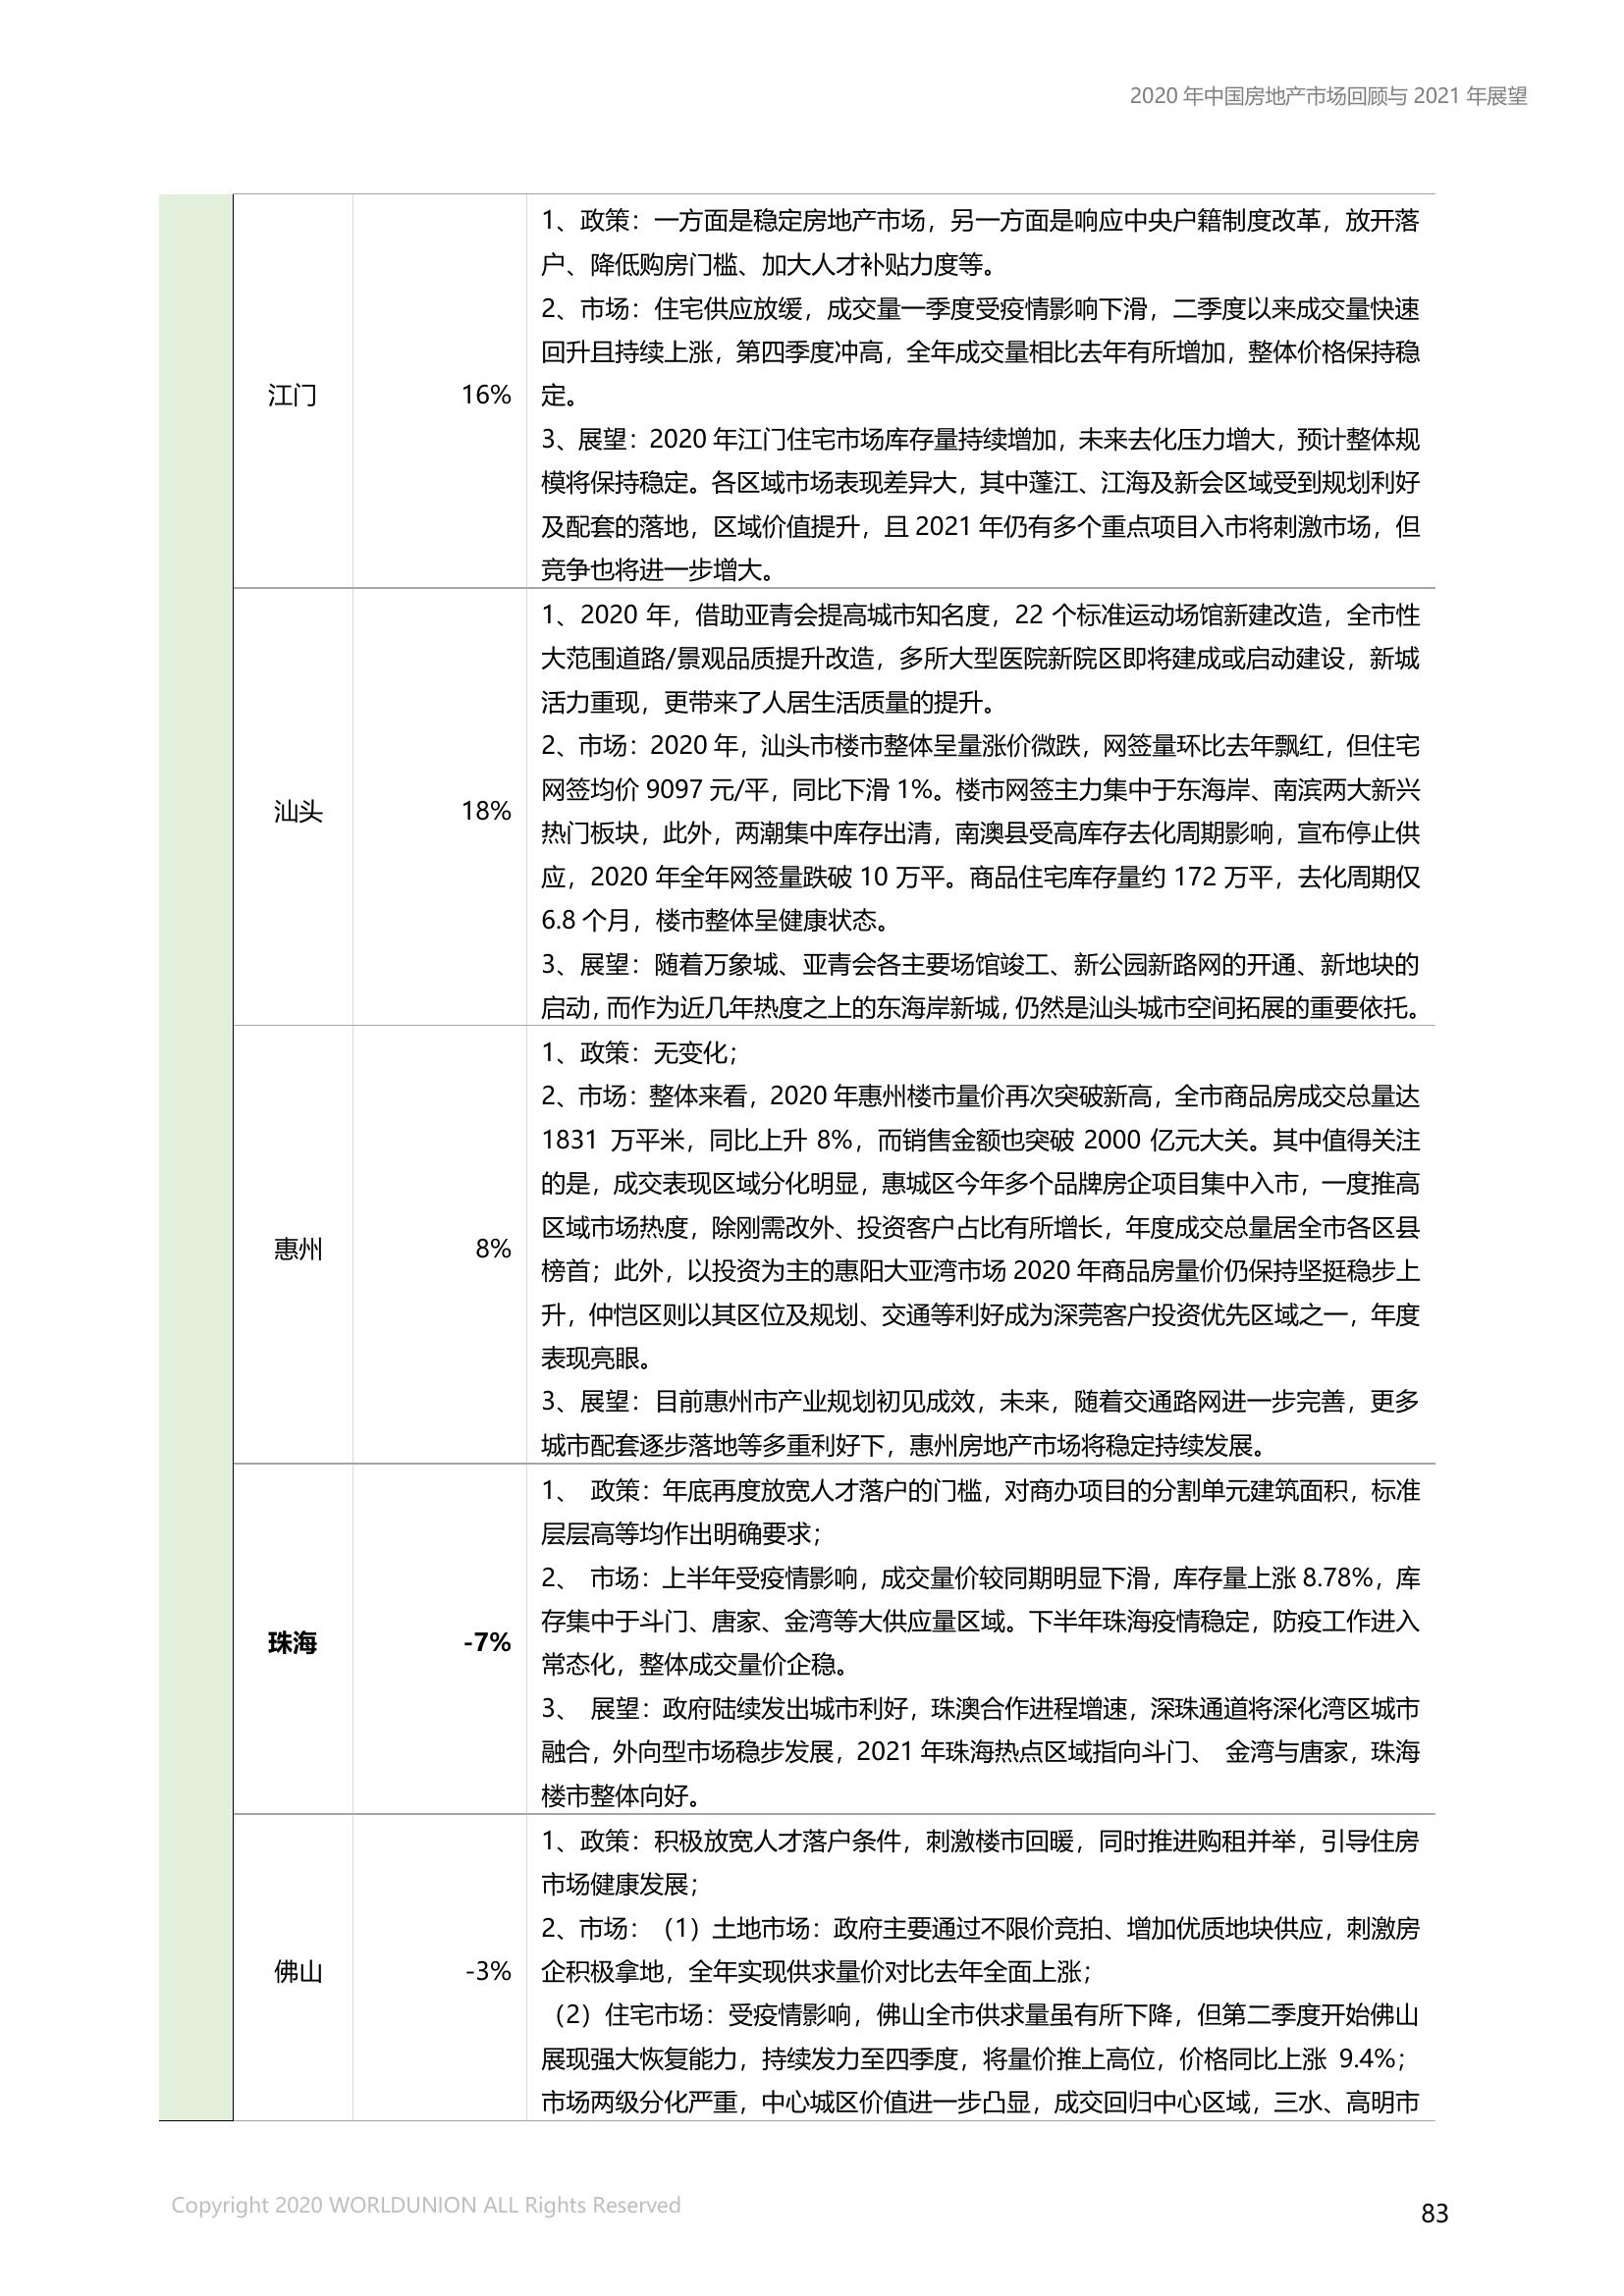 2020 年中国房地产市场回顾与 2021 年展望
江门
16%
1、政策：一方面是稳定房地产市场，另一方面是响应中央户籍制度改革，放开落
户、降低购房门槛、加大人才补贴力度等。
2、市场：住宅供应放缓，成交量一季度受疫情影响下滑，二季度以来成交量快速
回升且持续上涨，第四季度冲高，全年成交量相比去年有所增加，整体价格保持稳
定。
3、展望：2020 年江门住宅市场库存量持续增加，未来去化压力增大，预计整体规
模将保持稳定。各区域市场表现差异大，其中蓬江、江海及新会区域受到规划利好
及配套的落地，区域价值提升，且 2021 年仍有多个重点项目入市将刺激市场，但
竞争也将进一步增大。
汕头
18%
1、2020 年，借助亚青会提高城市知名度，22 个标准运动场馆新建改造，全市性
大范围道路/景观品质提升改造，多所大型医院新院区即将建成或启动建设，新城
活力重现，更带来了人居生活质量的提升。
2、市场：2020 年，汕头市楼市整体呈量涨价微跌，网签量环比去年飘红，但住宅
网签均价 9097 元/平，同比下滑 1%。楼市网签主力集中于东海岸、南滨两大新兴
热门板块，此外，两潮集中库存出清，南澳县受高库存去化周期影响，宣布停止供
应，2020 年全年网签量跌破 10 万平。商品住宅库存量约 172 万平，去化周期仅
6.8 个月，楼市整体呈健康状态。
3、展望：随着万象城、亚青会各主要场馆竣工、新公园新路网的开通、新地块的
启动，而作为近几年热度之上的东海岸新城，仍然是汕头城市空间拓展的重要依托。
惠州
8%
1、政策：无变化；
2、市场：整体来看，2020 年惠州楼市量价再次突破新高，全市商品房成交总量达
1831 万平米，同比上升 8%，而销售金额也突破 2000 亿元大关。其中值得关注
的是，成交表现区域分化明显，惠城区今年多个品牌房企项目集中入市，一度推高
区域市场热度，除刚需改外、投资客户占比有所增长，年度成交总量居全市各区县
榜首；此外，以投资为主的惠阳大亚湾市场 2020 年商品房量价仍保持坚挺稳步上
升，仲恺区则以其区位及规划、交通等利好成为深莞客户投资优先区域之一，年度
表现亮眼。
3、展望：目前惠州市产业规划初见成效，未来，随着交通路网进一步完善，更多
城市配套逐步落地等多重利好下，惠州房地产市场将稳定持续发展。
珠海
-7%
1、 政策：年底再度放宽人才落户的门槛，对商办项目的分割单元建筑面积，标准
层层高等均作出明确要求；
2、 市场：上半年受疫情影响，成交量价较同期明显下滑，库存量上涨 8.78%，库
存集中于斗门、唐家、金湾等大供应量区域。下半年珠海疫情稳定，防疫工作进入
常态化，整体成交量价企稳。
3、 展望：政府陆续发出城市利好，珠澳合作进程增速，深珠通道将深化湾区城市
融合，外向型市场稳步发展，2021 年珠海热点区域指向斗门、 金湾与唐家，珠海
楼市整体向好。
佛山
-3%
1、政策：积极放宽人才落户条件，刺激楼市回暖，同时推进购租并举，引导住房
市场健康发展；
2、市场：（1）土地市场：政府主要通过不限价竞拍、增加优质地块供应，刺激房
企积极拿地，全年实现供求量价对比去年全面上涨；
（2）住宅市场：受疫情影响，佛山全市供求量虽有所下降，但第二季度开始佛山
展现强大恢复能力，持续发力至四季度，将量价推上高位，价格同比上涨 9.4%；
市场两级分化严重，中心城区价值进一步凸显，成交回归中心区域，三水、高明市
Copyright 2020 WORLDUNION ALL Rights Reserved
83